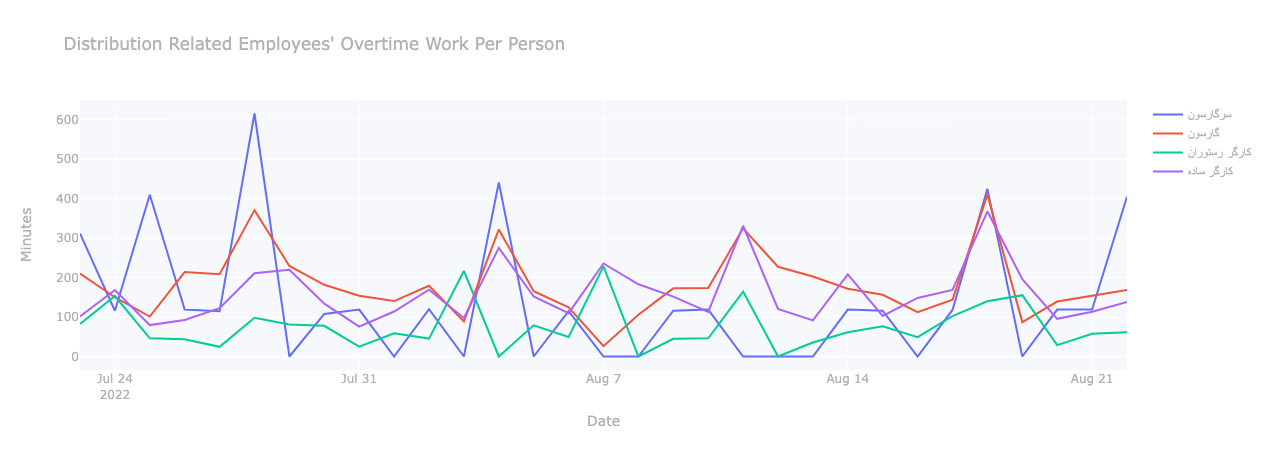 Distribution Related Employees' Overtime Work Per Person
600
500
400
300
200
100
0
Minutes
Jul 24
2022
Jul 31
Aug 7
Aug 14
Aug 21
Date
سرگارسون
گارسون
کارگر رستوران
کارگر ساده